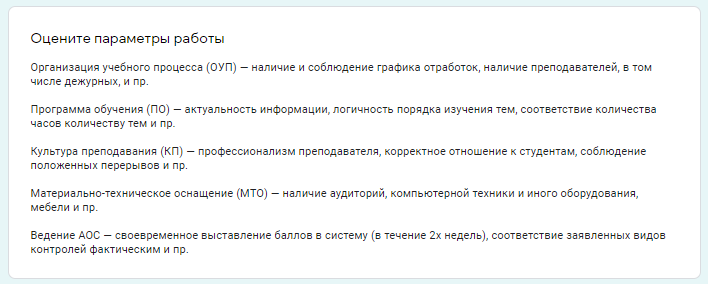 Оцените параметры работы
Организация учебного процесса (ОУП) — наличие и соблюдение графика отработок, наличие преподавателей, в том
числе дежурных, и пр.
Программа обучения (ПО) — актуальность информации, логичность порядка изучения тем, соответствие количества
часов количеству тем и пр.
Культура преподавания (КП) — профессионализм преподавателя, корректное отношение к студентам, соблюдение
положенных перерывов и пр.
Материально-техническое оснащение (МТО) — наличие аудиторий, компьютерной техники и иного оборудования,
мебели и пр.
Ведение АОС — своевременное выставление баллов в систему (в течение 2х недель), соответствие заявленных видов
контролей фактическим и пр.